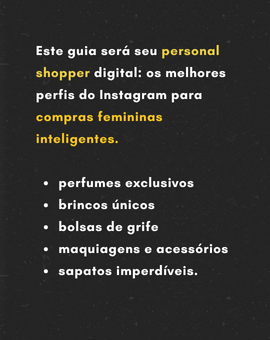 Este guia será seu personal
shopper digital: os melhores
perfis do Instagram para
compras femininas
inteligentes.
• perfumes exclusivos
• brincos únicos
• bolsas de grife
• maquiagens e acessórios
• sapatos imperdíveis.